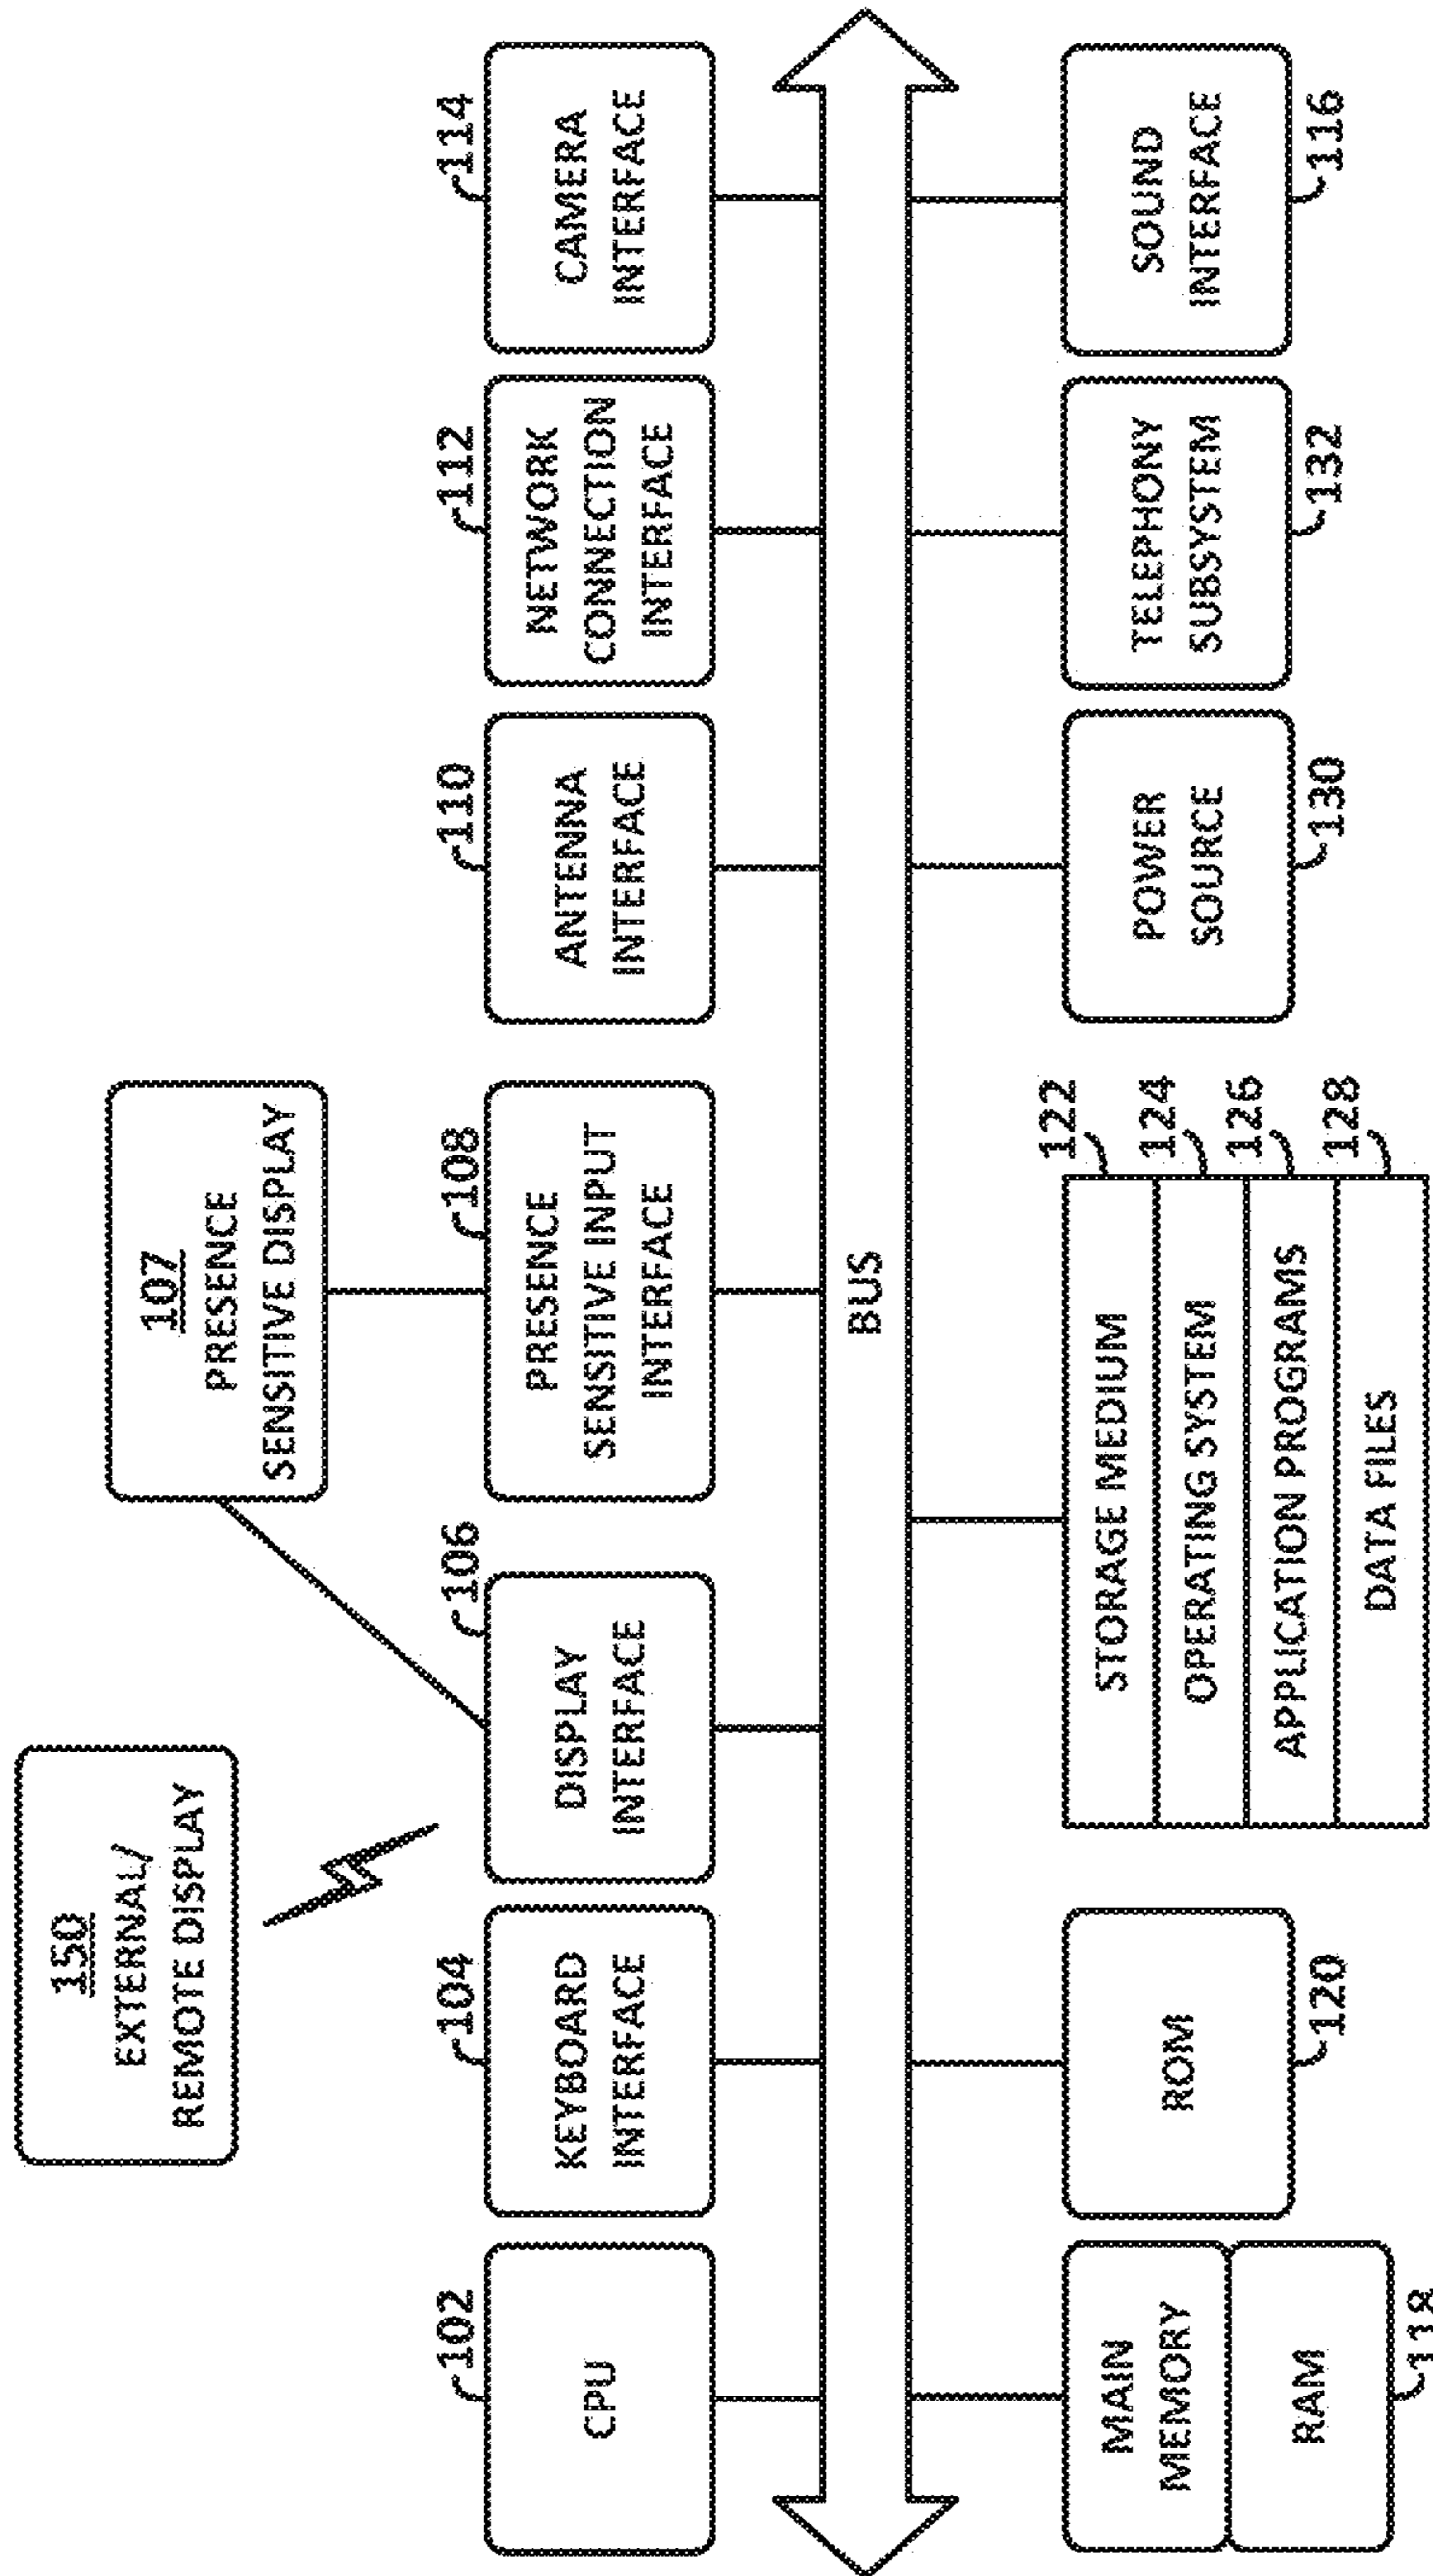 150
EXTERNAL/
REMOTE DISPLAY
107
PRESENCE
SENSITIVE DISPLAY
102
CPU
104
KEYBOARD
INTERFACE
106
DISPLAY
INTERFACE
108
PRESENCE
SENSITIVE INPUT
INTERFACE
110
ANTENNA
INTERFACE
112
NETWORK
CONNECTION
INTERFACE
114
CAMERA
INTERFACE
BUS
MAIN
MEMORY
RAM
118
ROM
120
STORAGE MEDIUM
122
OPERATING SYSTEM
124
APPLICATION PROGRAMS
126
DATA FILES
128
POWER
SOURCE
130
TELEPHONY
SUBSYSTEM
132
SOUND
INTERFACE
116